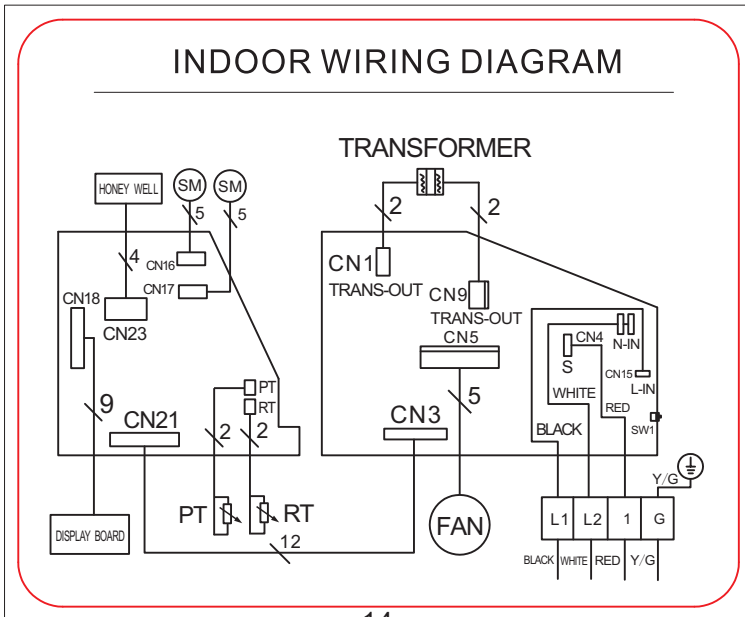 INDOOR WIRING DIAGRAM
TRANSFORMER
HONEY WELL
SM
SM
5
5
2
2
4
CN16
CN17
CN18
CN23
CN1
TRANS-OUT
CN9
TRANS-OUT
CN5
CN4
N-IN
S
CN15
L-IN
WHITE
RED
SW1
BLACK
PT
RT
9
CN21
2
2
CN3
5
Y/G
PT
RT
12
DISPLAY BOARD
FAN
L1
L2
1
G
BLACK
WHITE
RED
Y/G